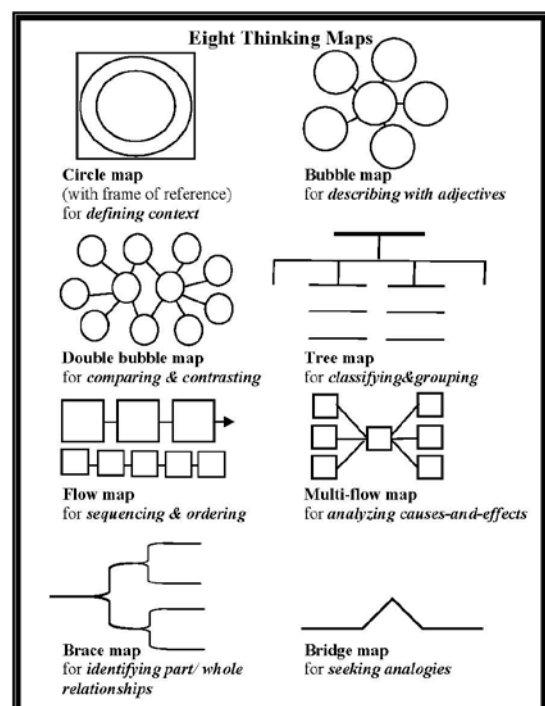 Eight Thinking Maps
Circle map
(with frame of reference)
for defining context
Bubble map
for describing with adjectives
Double bubble map
for comparing & contrasting
Tree map
for classifying&grouping
Flow map
for sequencing & ordering
Multi-flow map
for analyzing causes-and-effects
Brace map
for identifying part/ whole
relationships
Bridge map
for seeking analogies